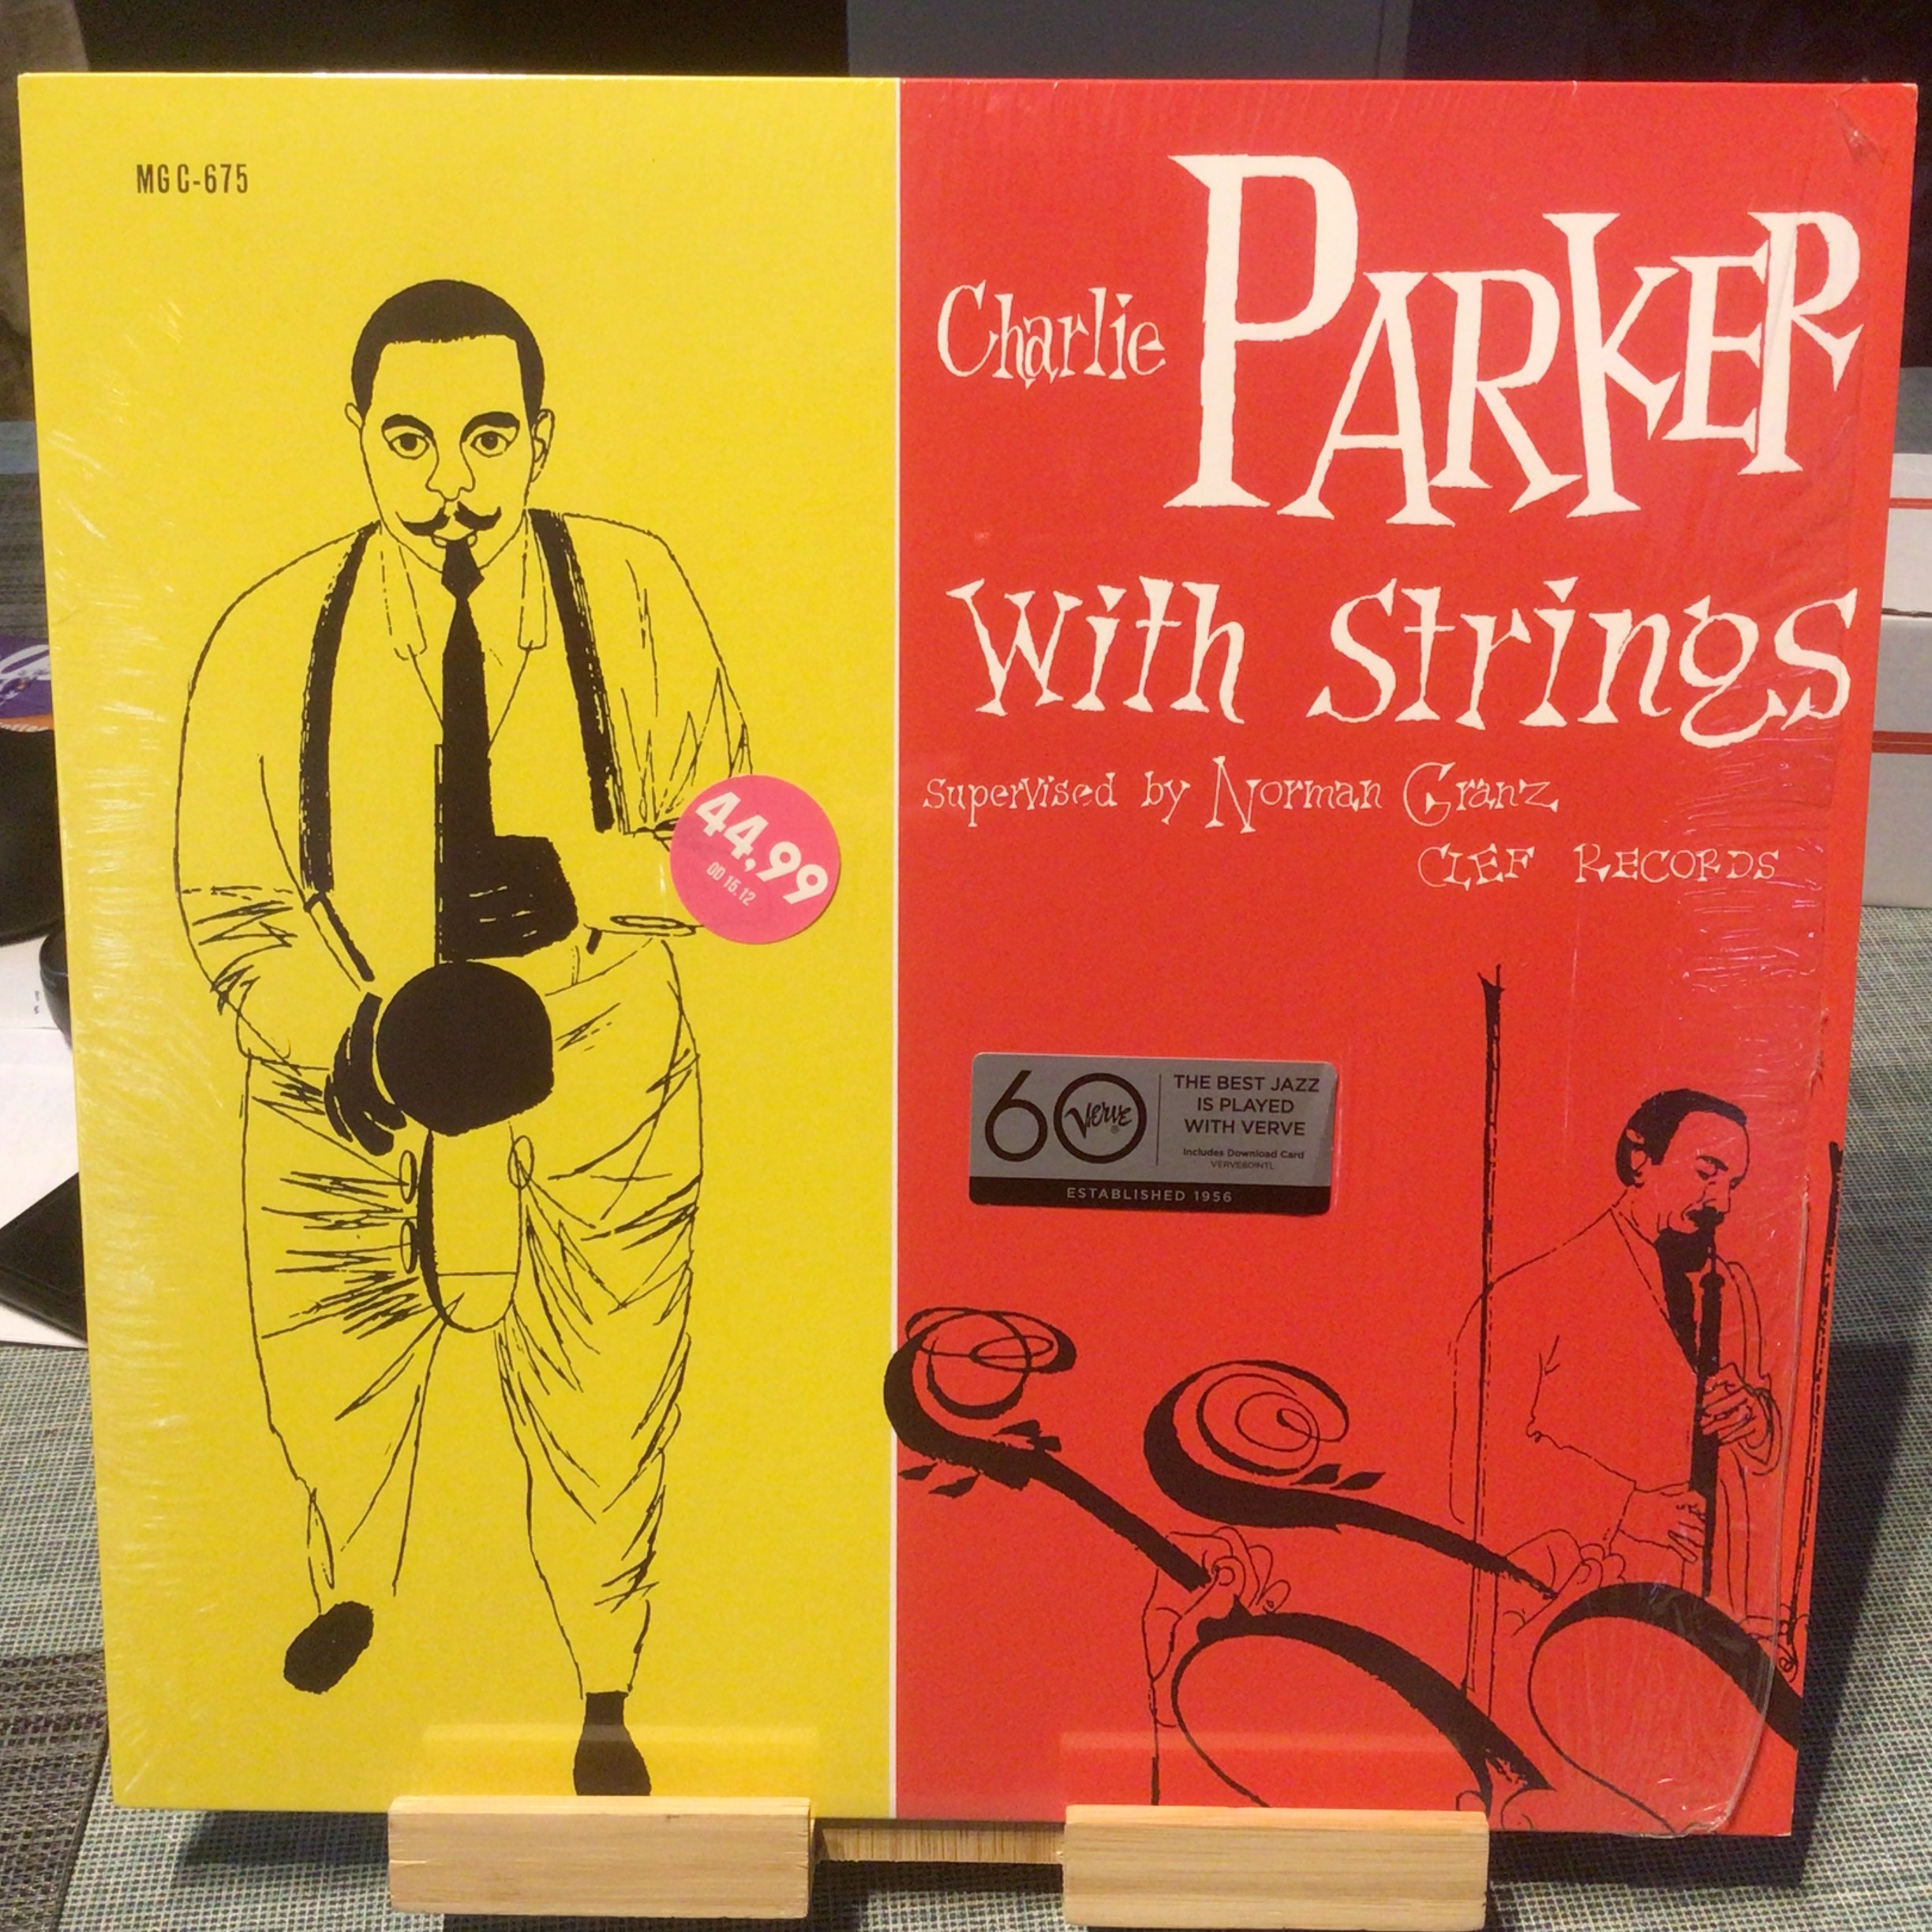 MG C-675
Charlie PARKER
with Strings
Supervised by Norman Granz
CLEF RECORDS
44,99
OD 15.12
60 Verve
THE BEST JAZZ
IS PLAYED
WITH VERVE
Includes Download Card
VERVE60INTL
ESTABLISHED 1956